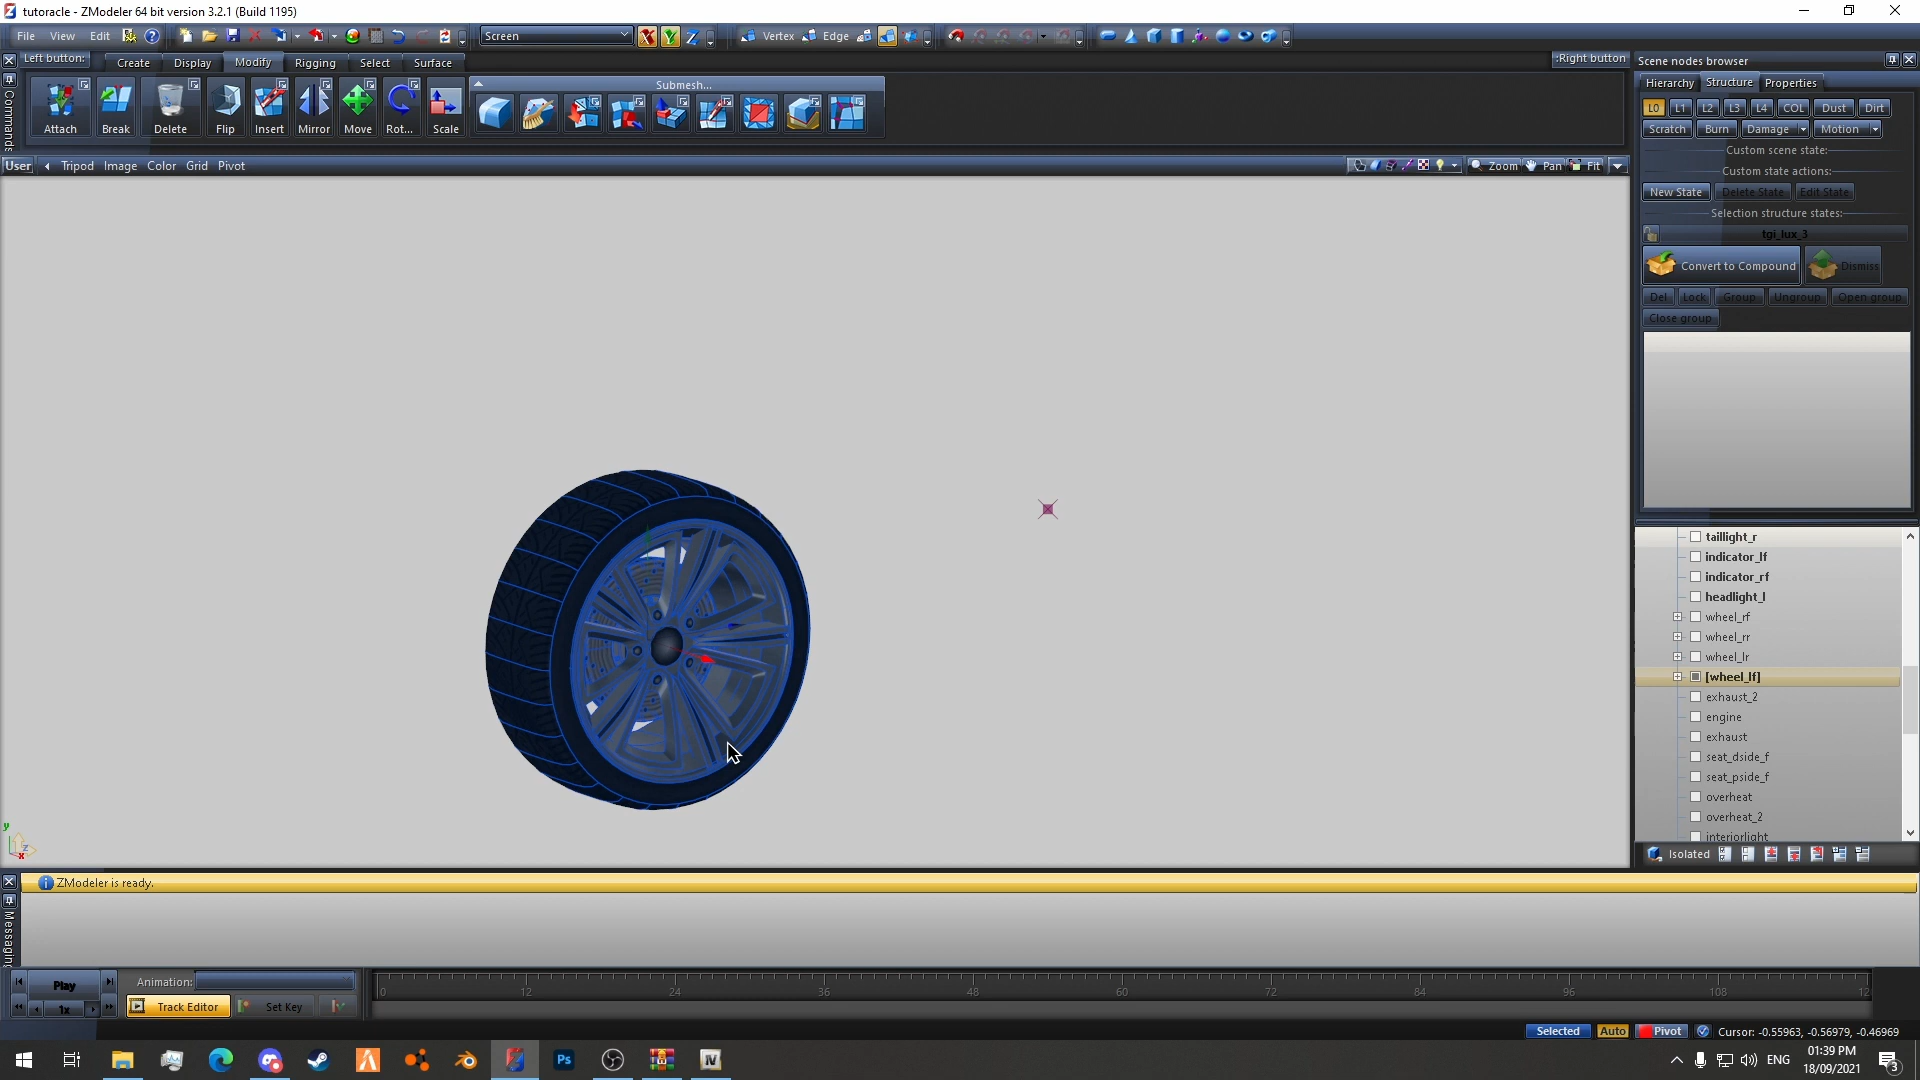 tutoracle - ZModeler 64 bit version 3.2.1 (Build 1195)
File View Edit Screen Vertex Edge
Left button: Create Display Modify Rigging Select Surface :Right button
Attach Break Delete Flip Insert Mirror Move Rot... Scale
Submesh...
User Tripod Image Color Grid Pivot Zoom Pan Fit
Commands
Scene nodes browser
Hierarchy Structure Properties
L0 L1 L2 L3 L4 COL Dust Dirt
Scratch Burn Damage Motion
Custom scene state:
Custom state actions:
New State Delete State Edit State
Selection structure states:
tgi_lux_3
Convert to Compound Dismiss
Del Lock Group Ungroup Open group
Close group
taillight_r
indicator_lf
indicator_rf
headlight_l
wheel_rf
wheel_rr
wheel_lr
[wheel_lf]
exhaust_2
engine
exhaust
seat_dside_f
seat_pside_f
overheat
overheat_2
interiorlight
Isolated
y
z
x
ZModeler is ready.
Messaging
Play Animation:
1x Track Editor Set Key
0 12 24 36 48 60 72 84 96 108 12
Selected Auto Pivot Cursor: -0.55963, -0.56979, -0.46969
ENG
01:39 PM
18/09/2021
3
Ps
IV